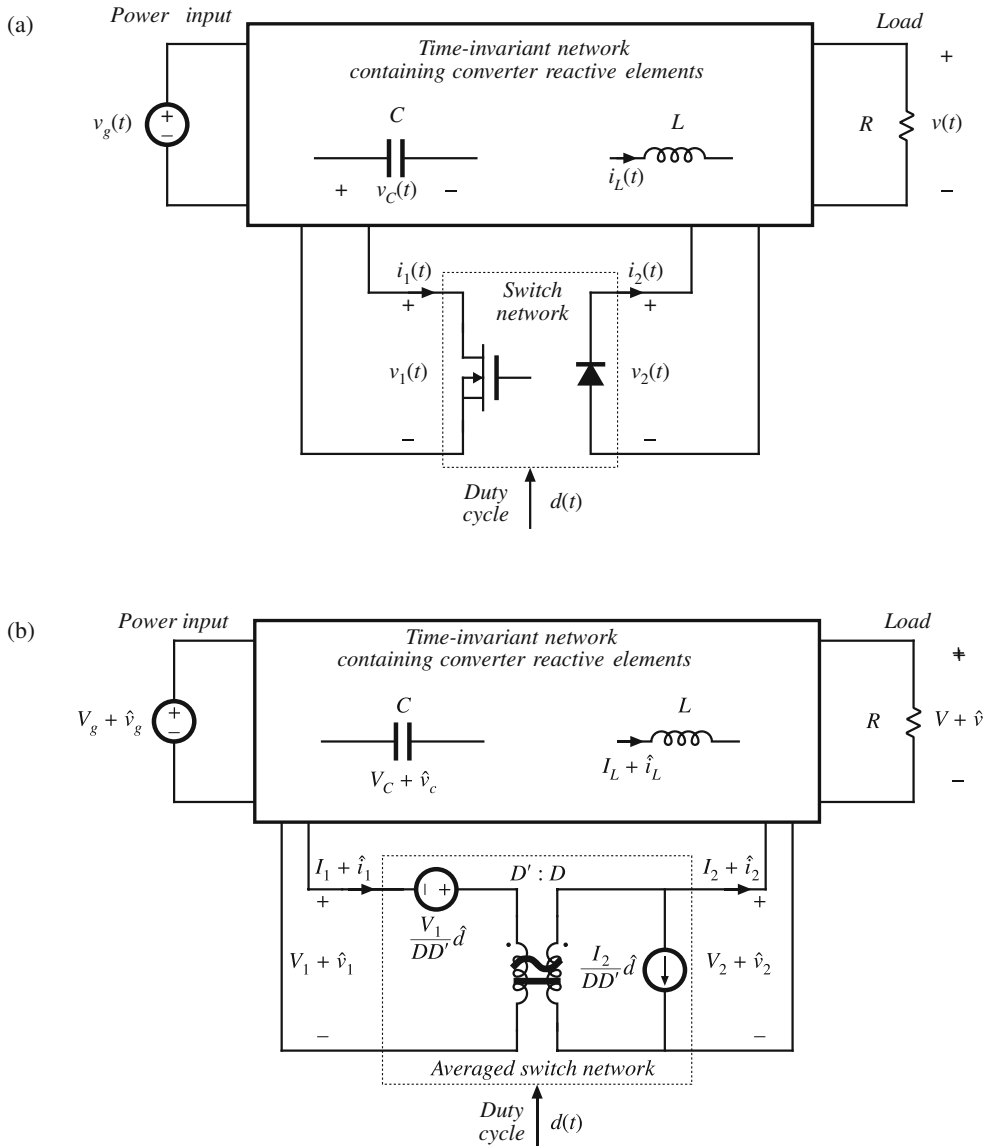 (a)
Power input
Load
Time-invariant network
containing converter reactive elements
C
L
+
v_g(t)
+
−
R
v(t)
+
v_C(t)
−
i_L(t)
−
i_1(t)
i_2(t)
+
Switch
network
+
v_1(t)
v_2(t)
−
−
Duty
cycle
d(t)
(b)
Power input
Load
Time-invariant network
containing converter reactive elements
C
L
+
V_g + v̂_g
+
−
R
V + v̂
V_C + v̂_c
I_L + î_L
−
I_1 + î_1
D′ : D
I_2 + î_2
+
− +
+
V_1/DD′ d̂
V_1 + v̂_1
I_2/DD′ d̂
V_2 + v̂_2
−
−
Averaged switch network
Duty
cycle
d(t)